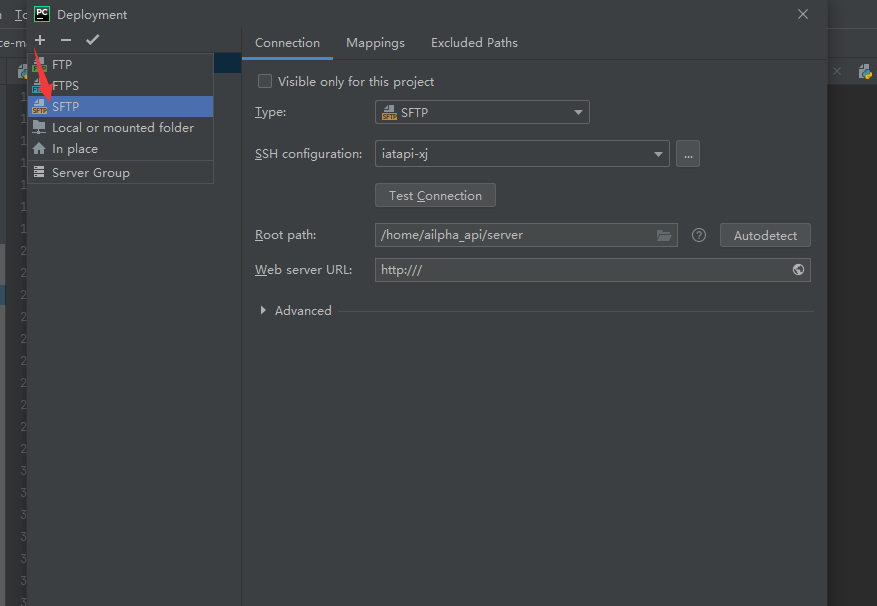 Deployment
Connection
Mappings
Excluded Paths
FTP
FTPS
SFTP
Local or mounted folder
In place
Server Group
Visible only for this project
Type:
SFTP
SSH configuration:
iatapi-xj
...
Test Connection
Root path:
/home/ailpha_api/server
Autodetect
Web server URL:
http:///
Advanced